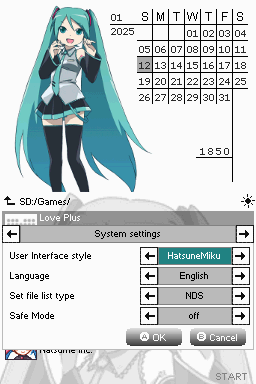 01
2025
S M T W T F S
01 02 03 04
05 06 07 08 09 10 11
12 13 14 15 16 17 18
19 20 21 22 23 24 25
26 27 28 29 30 31
1850
SD:/Games/
Love Plus
System settings
User Interface style HatsuneMiku
Language English
Set file list type NDS
Safe Mode off
A OK B Cancel
START